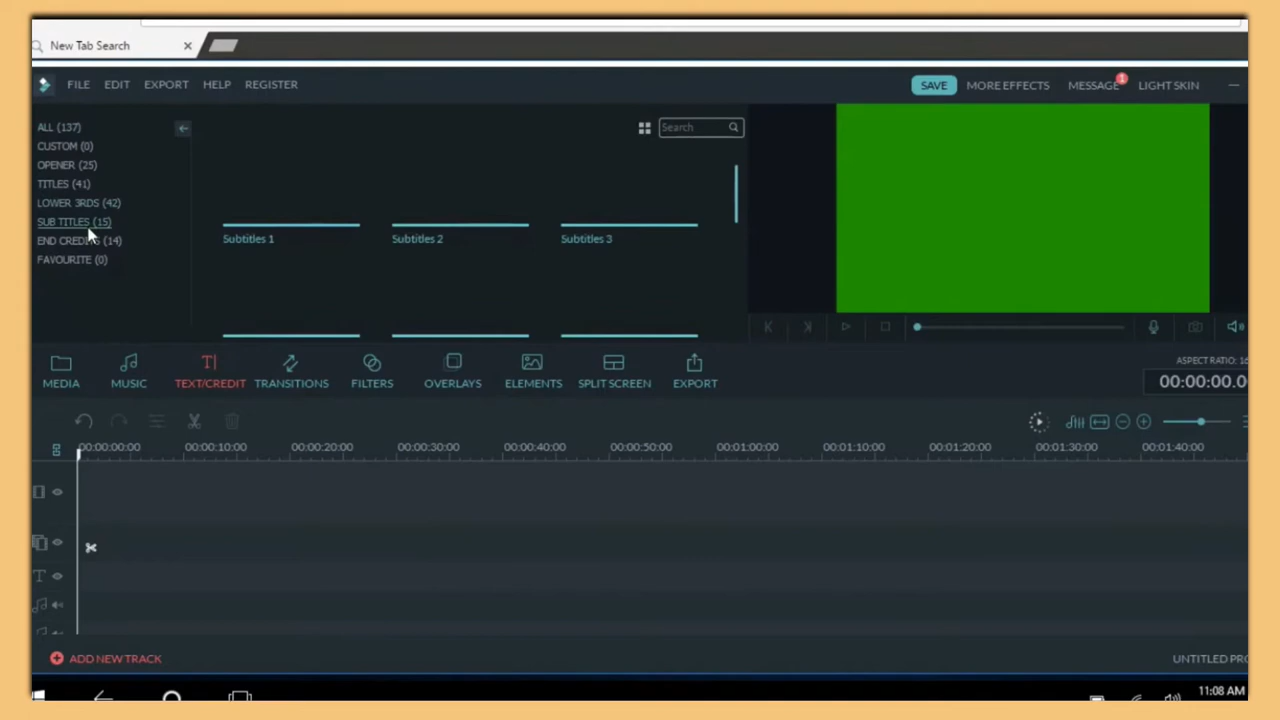 New Tab Search
FILE EDIT EXPORT HELP REGISTER
SAVE MORE EFFECTS MESSAGE 1 LIGHT SKIN
ALL (137)
CUSTOM (0)
OPENER (25)
TITLES (41)
LOWER 3RDS (42)
SUB TITLES (15)
END CREDITS (14)
FAVOURITE (0)
Search
Subtitles 1 Subtitles 2 Subtitles 3
ASPECT RATIO: 16
00:00:00.0
MEDIA MUSIC TEXT/CREDIT TRANSITIONS FILTERS OVERLAYS ELEMENTS SPLIT SCREEN EXPORT
00:00:00:00 00:00:10:00 00:00:20:00 00:00:30:00 00:00:40:00 00:00:50:00 00:01:00:00 00:01:10:00 00:01:20:00 00:01:30:00 00:01:40:00
ADD NEW TRACK
UNTITLED PRO
11:08 AM